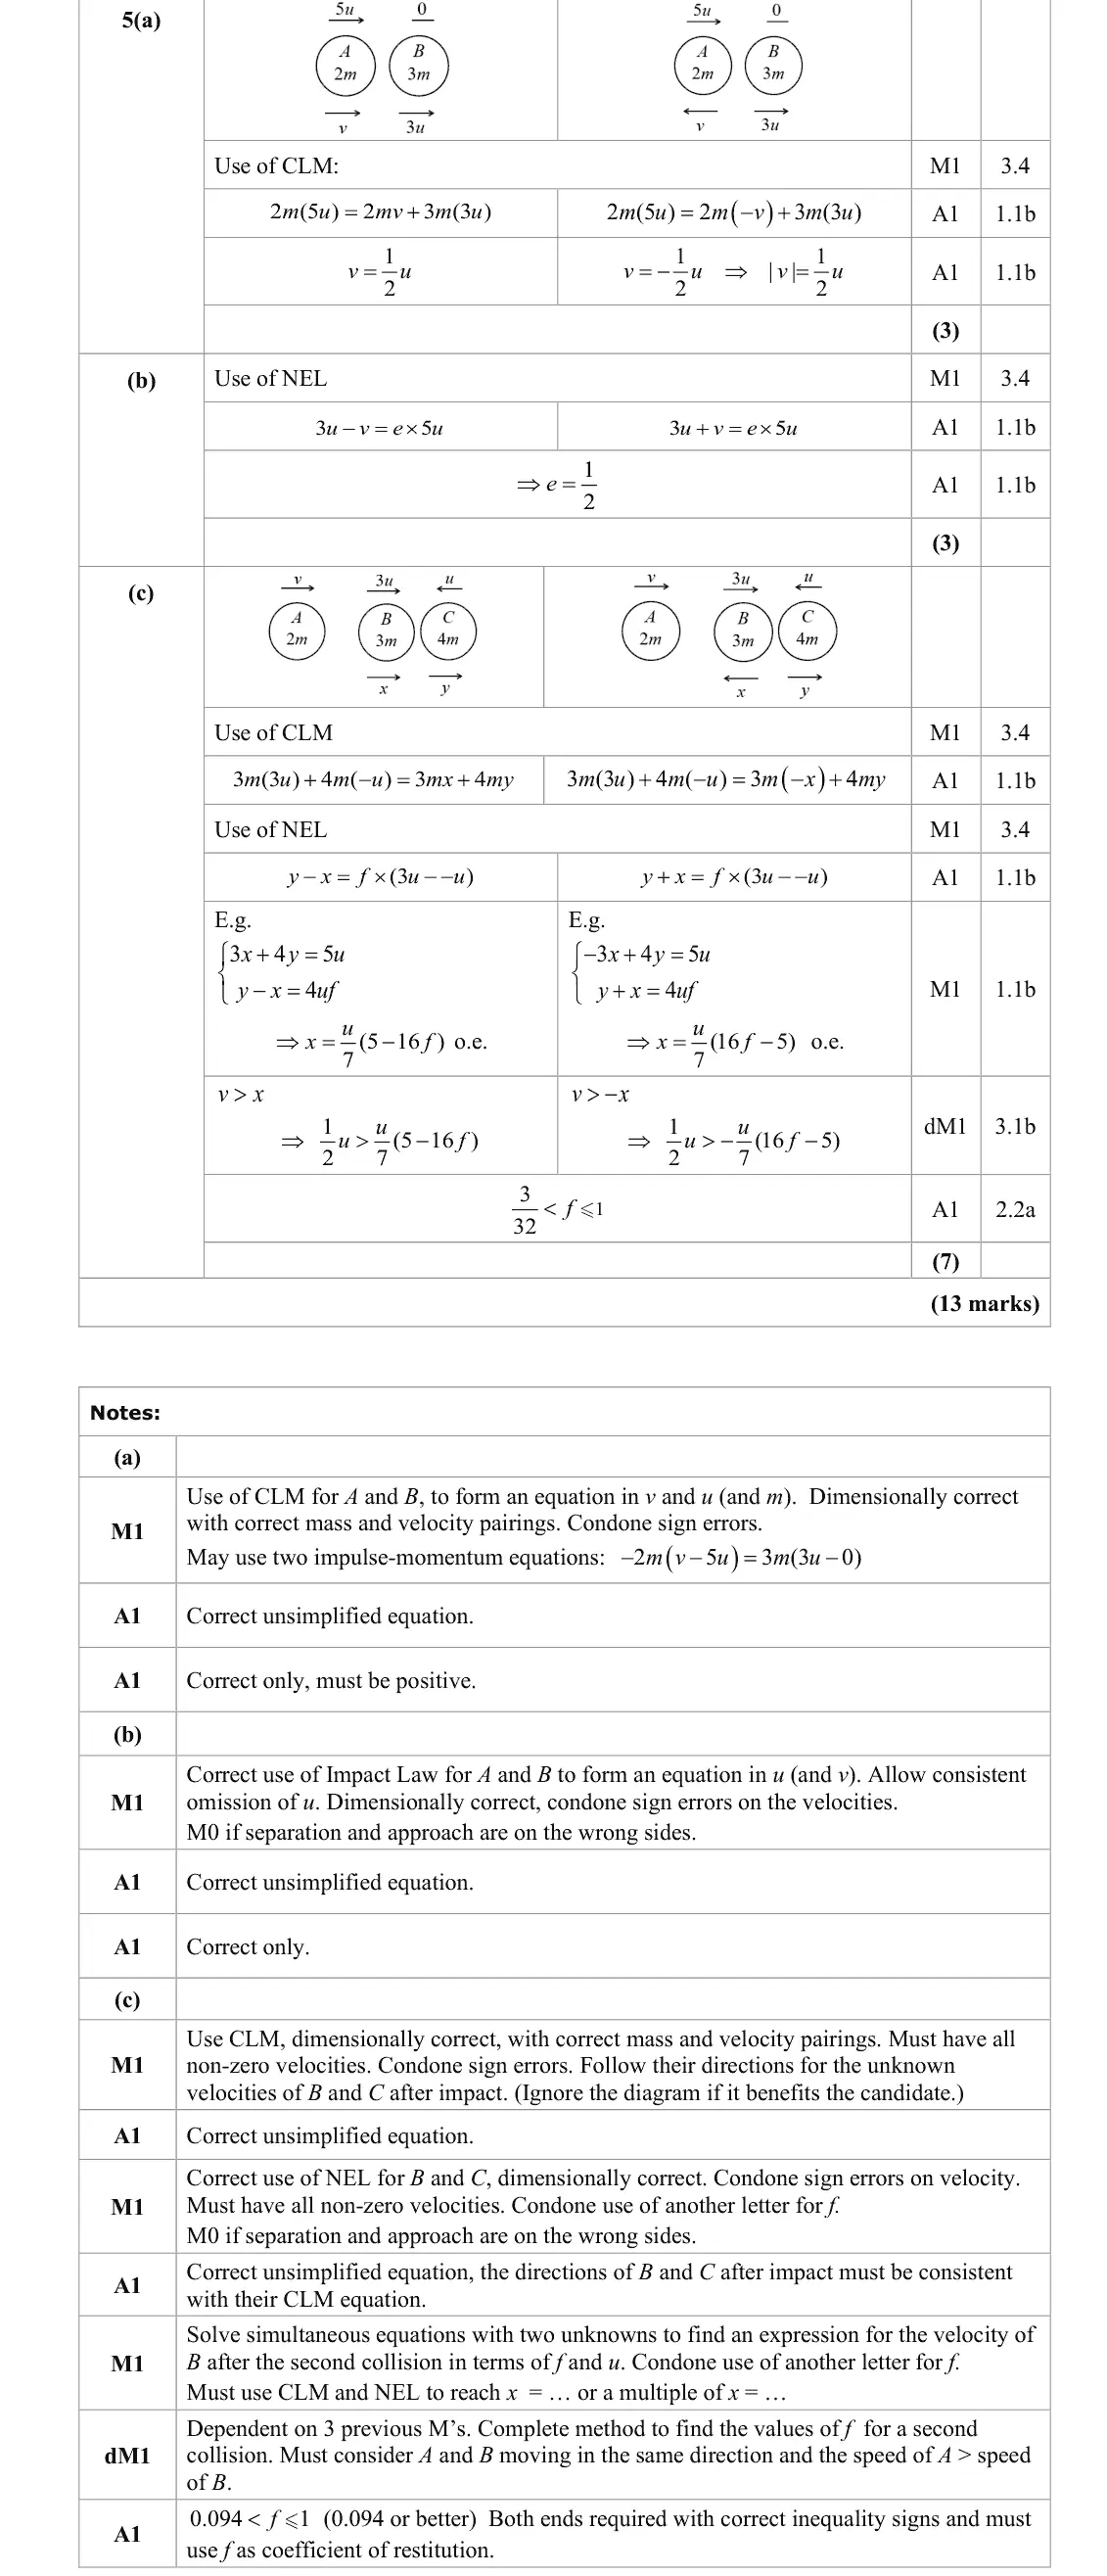 5(a)
5u 0 5u 0
A B A B
2m 3m 2m 3m
v 3u v 3u
Use of CLM: M1 3.4
2m(5u) = 2mv + 3m(3u) 2m(5u) = 2m(−v) + 3m(3u) A1 1.1b
v = 1/2 u v = −1/2 u ⇒ |v| = 1/2 u A1 1.1b
(3)
(b) Use of NEL M1 3.4
3u − v = e × 5u 3u + v = e × 5u A1 1.1b
⇒ e = 1/2 A1 1.1b
(3)
(c)
v 3u u v 3u u
A B C A B C
2m 3m 4m 2m 3m 4m
x y x y
Use of CLM M1 3.4
3m(3u) + 4m(−u) = 3mx + 4my 3m(3u) + 4m(−u) = 3m(−x) + 4my A1 1.1b
Use of NEL M1 3.4
y − x = f × (3u − −u) y + x = f × (3u − −u) A1 1.1b
E.g. E.g.
{3x + 4y = 5u {−3x + 4y = 5u
y − x = 4uf y + x = 4uf M1 1.1b
⇒ x = u/7 (5 − 16f) o.e. ⇒ x = u/7 (16f − 5) o.e.
v > x v > −x
⇒ 1/2 u > u/7 (5 − 16f) ⇒ 1/2 u > −u/7 (16f − 5) dM1 3.1b
3/32 < f ⩽ 1 A1 2.2a
(7)
(13 marks)
Notes:
(a)
M1 Use of CLM for A and B, to form an equation in v and u (and m). Dimensionally correct
with correct mass and velocity pairings. Condone sign errors.
May use two impulse-momentum equations: −2m(v − 5u) = 3m(3u − 0)
A1 Correct unsimplified equation.
A1 Correct only, must be positive.
(b)
M1 Correct use of Impact Law for A and B to form an equation in u (and v). Allow consistent
omission of u. Dimensionally correct, condone sign errors on the velocities.
M0 if separation and approach are on the wrong sides.
A1 Correct unsimplified equation.
A1 Correct only.
(c)
M1 Use CLM, dimensionally correct, with correct mass and velocity pairings. Must have all
non-zero velocities. Condone sign errors. Follow their directions for the unknown
velocities of B and C after impact. (Ignore the diagram if it benefits the candidate.)
A1 Correct unsimplified equation.
M1 Correct use of NEL for B and C, dimensionally correct. Condone sign errors on velocity.
Must have all non-zero velocities. Condone use of another letter for f.
M0 if separation and approach are on the wrong sides.
A1 Correct unsimplified equation, the directions of B and C after impact must be consistent
with their CLM equation.
M1 Solve simultaneous equations with two unknowns to find an expression for the velocity of
B after the second collision in terms of f and u. Condone use of another letter for f.
Must use CLM and NEL to reach x = … or a multiple of x = …
dM1 Dependent on 3 previous M’s. Complete method to find the values of f for a second
collision. Must consider A and B moving in the same direction and the speed of A > speed
of B.
A1 0.094 < f ⩽ 1 (0.094 or better) Both ends required with correct inequality signs and must
use f as coefficient of restitution.